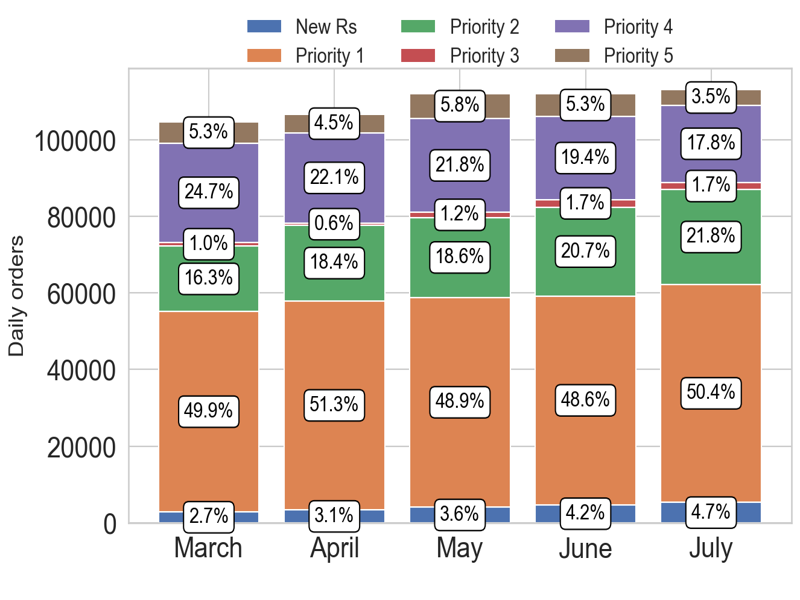 New Rs Priority 2 Priority 4
Priority 1 Priority 3 Priority 5
Daily orders
100000
80000
60000
40000
20000
0
5.3% 4.5% 5.8% 5.3% 3.5%
24.7% 22.1% 21.8% 19.4% 17.8%
1.0% 0.6% 1.2% 1.7% 1.7%
16.3% 18.4% 18.6% 20.7% 21.8%
49.9% 51.3% 48.9% 48.6% 50.4%
2.7% 3.1% 3.6% 4.2% 4.7%
March April May June July